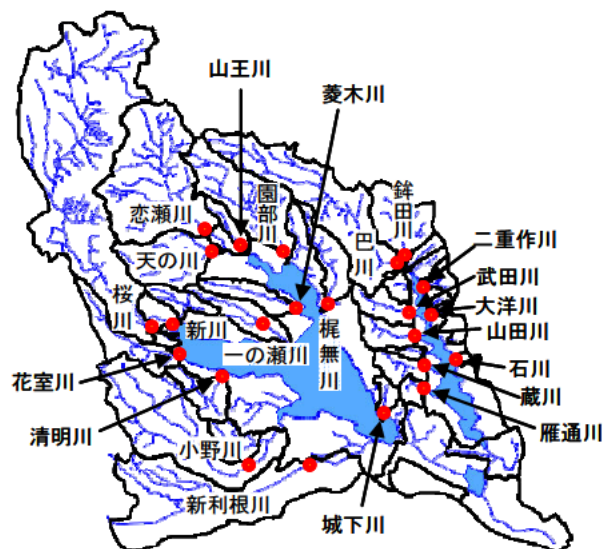 山王川
菱木川
恋瀬川
園部川
鉾田川
巴川
天の川
二重作川
武田川
大洋川
山田川
桜川
新川
一の瀬川
梶無川
石川
蔵川
花室川
清明川
雁通川
小野川
新利根川
城下川